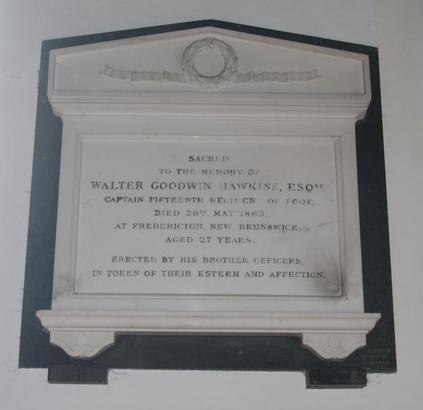 SACRED
TO THE MEMORY OF
WALTER GOODWIN HAWKINS, ESQRE,
CAPTAIN FIFTEENTH REGIMENT OF FOOT,
DIED 28TH MAY 1863,
AT FREDERICTON, NEW BRUNSWICK,
AGED 27 YEARS.
ERECTED BY HIS BROTHER OFFICERS,
IN TOKEN OF THEIR ESTEEM AND AFFECTION.